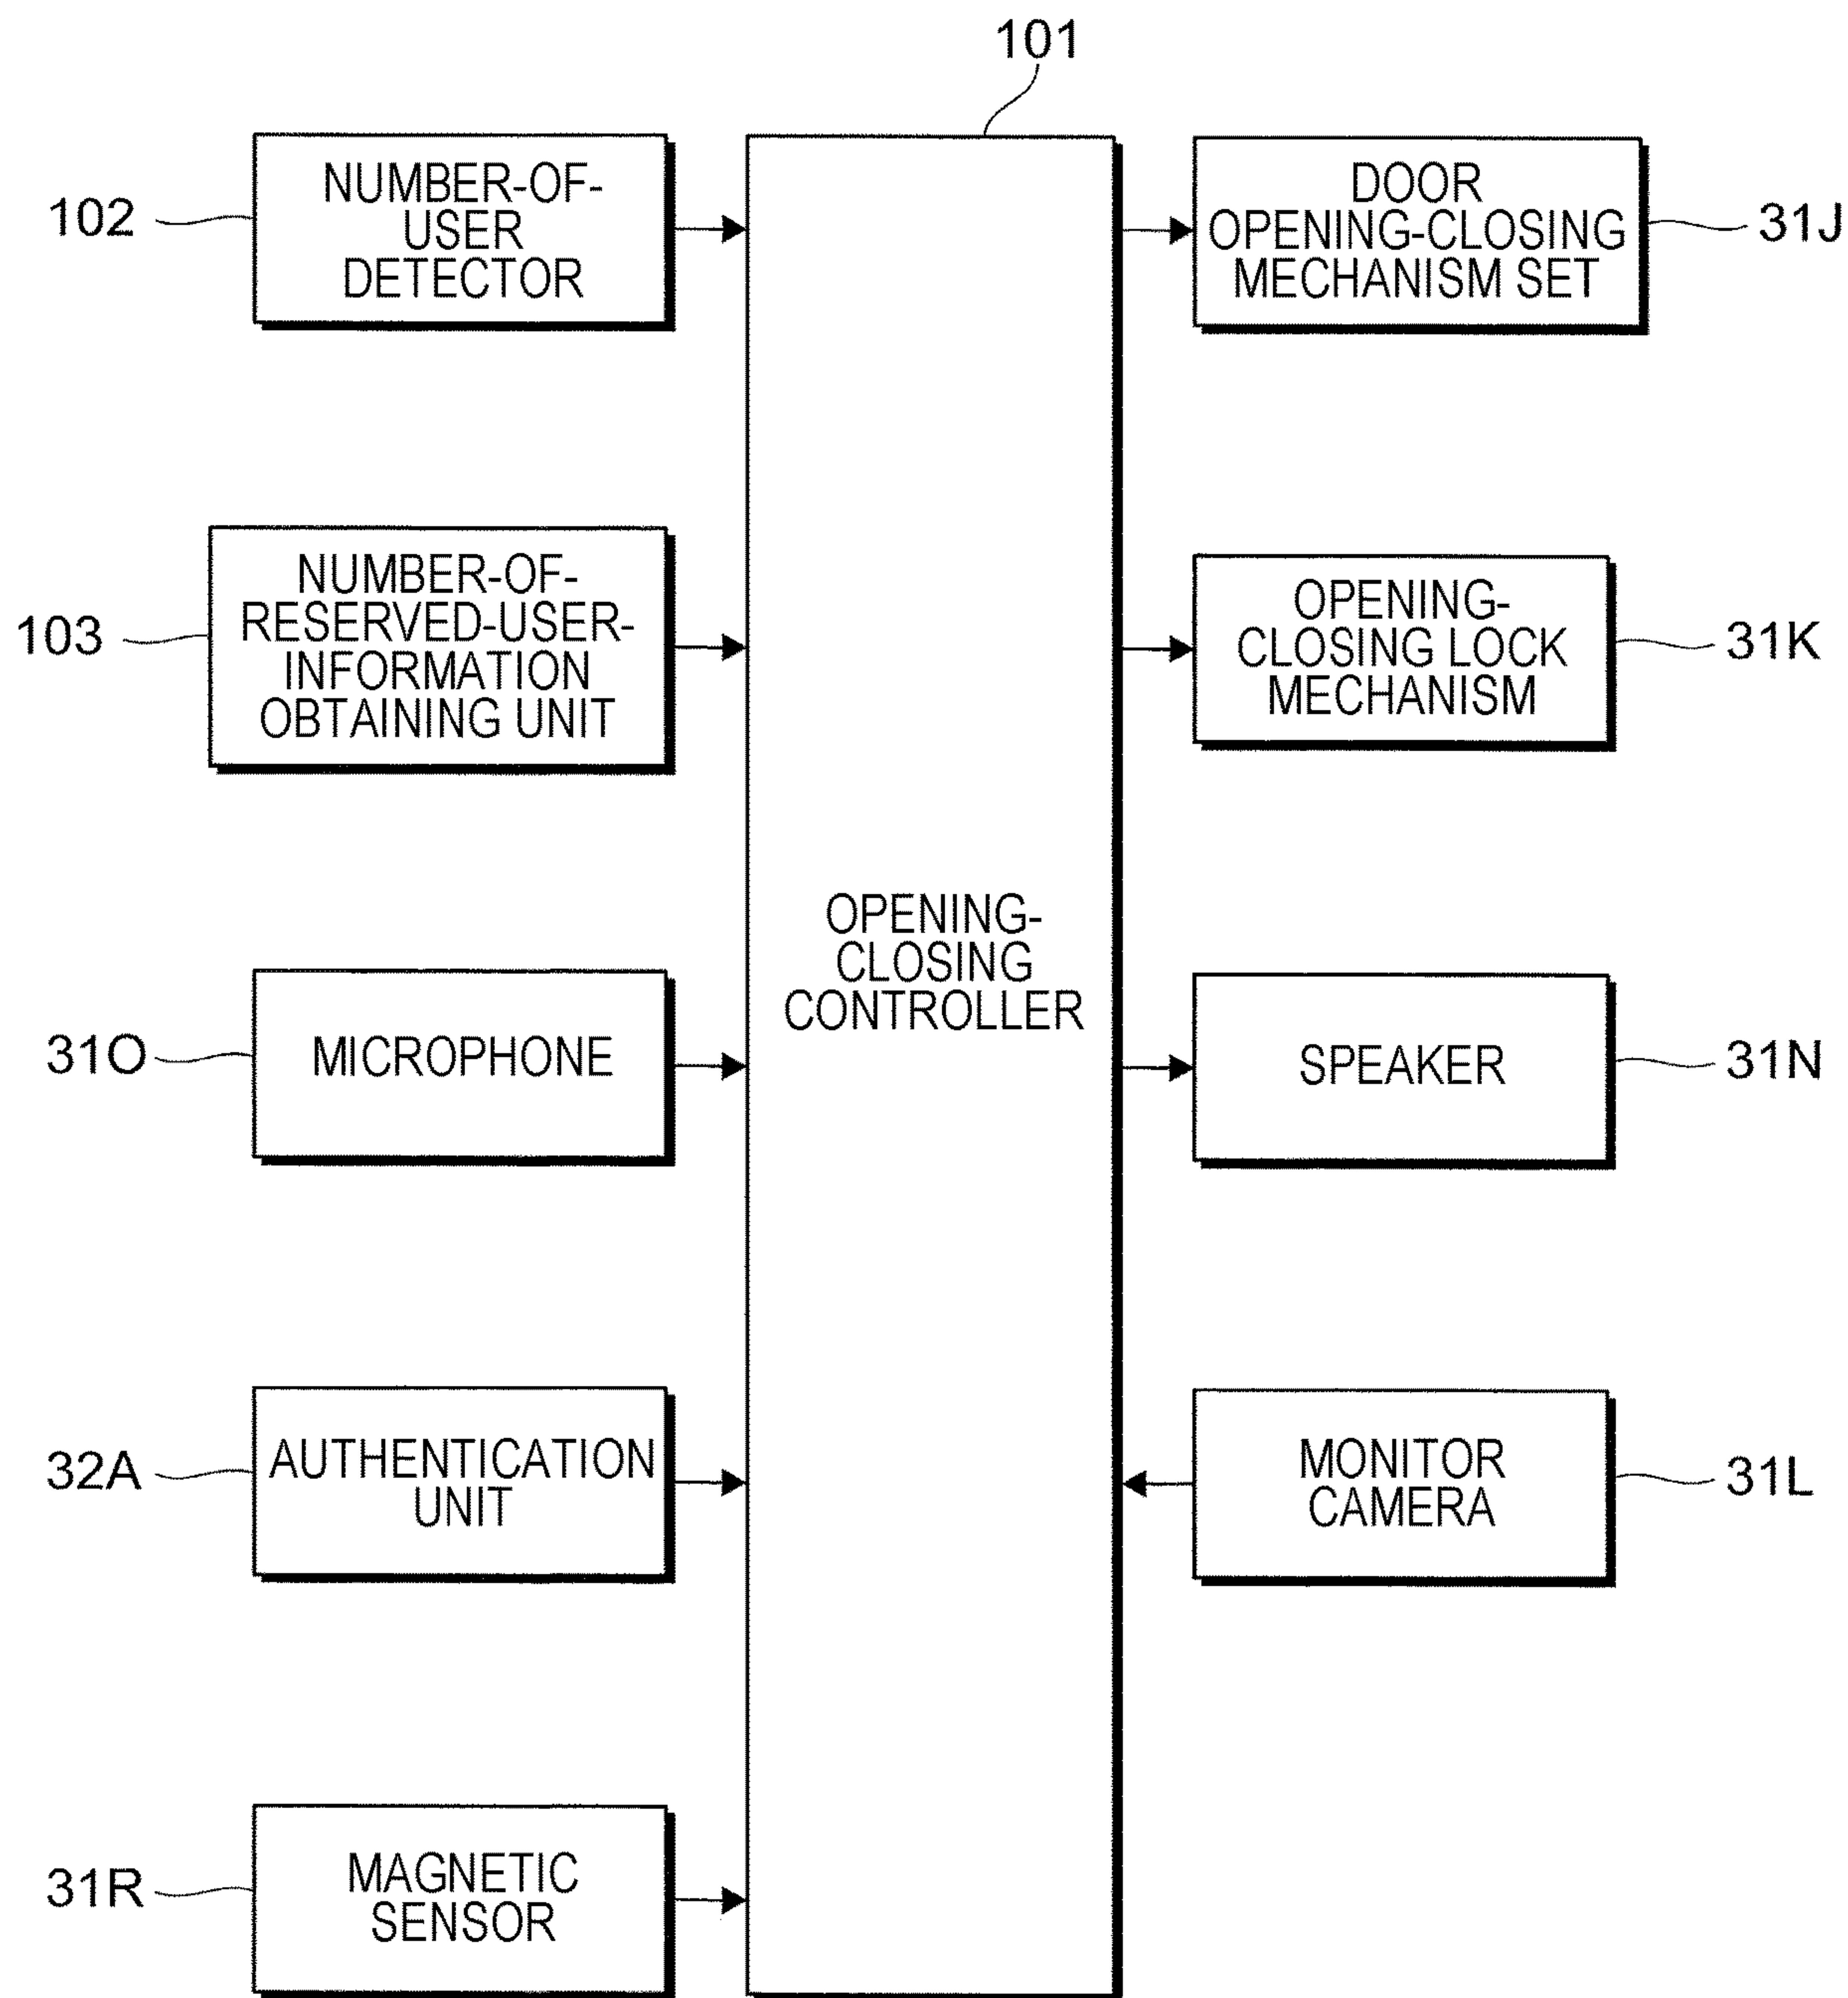 101
102
NUMBER-OF-
USER
DETECTOR
DOOR
OPENING-CLOSING
MECHANISM SET
31J
103
NUMBER-OF-
RESERVED-USER-
INFORMATION
OBTAINING UNIT
OPENING-
CLOSING LOCK
MECHANISM
31K
OPENING-
CLOSING
CONTROLLER
31O
MICROPHONE
SPEAKER
31N
32A
AUTHENTICATION
UNIT
MONITOR
CAMERA
31L
31R
MAGNETIC
SENSOR